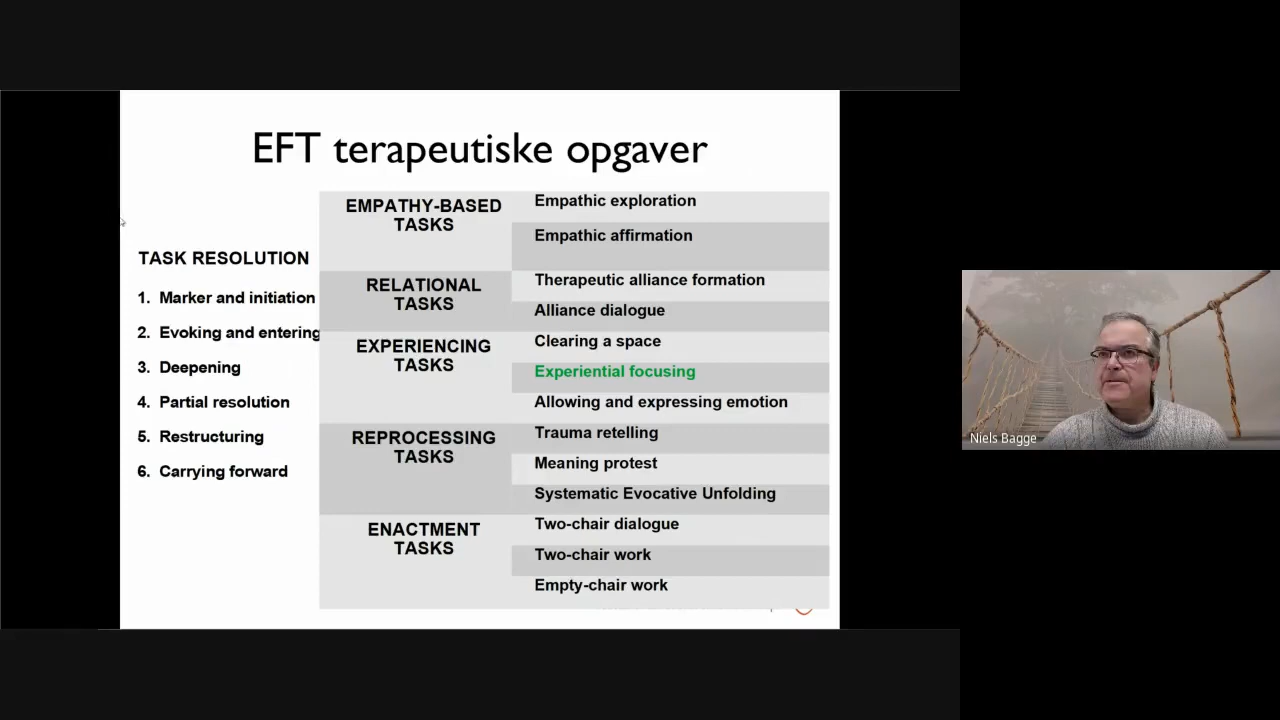 EFT terapeutiske opgaver
TASK RESOLUTION
1. Marker and initiation
2. Evoking and entering
3. Deepening
4. Partial resolution
5. Restructuring
6. Carrying forward
EMPATHY-BASED
TASKS
Empathic exploration
Empathic affirmation
RELATIONAL
TASKS
Therapeutic alliance formation
Alliance dialogue
EXPERIENCING
TASKS
Clearing a space
Experiential focusing
Allowing and expressing emotion
REPROCESSING
TASKS
Trauma retelling
Meaning protest
Systematic Evocative Unfolding
ENACTMENT
TASKS
Two-chair dialogue
Two-chair work
Empty-chair work
Niels Bagge